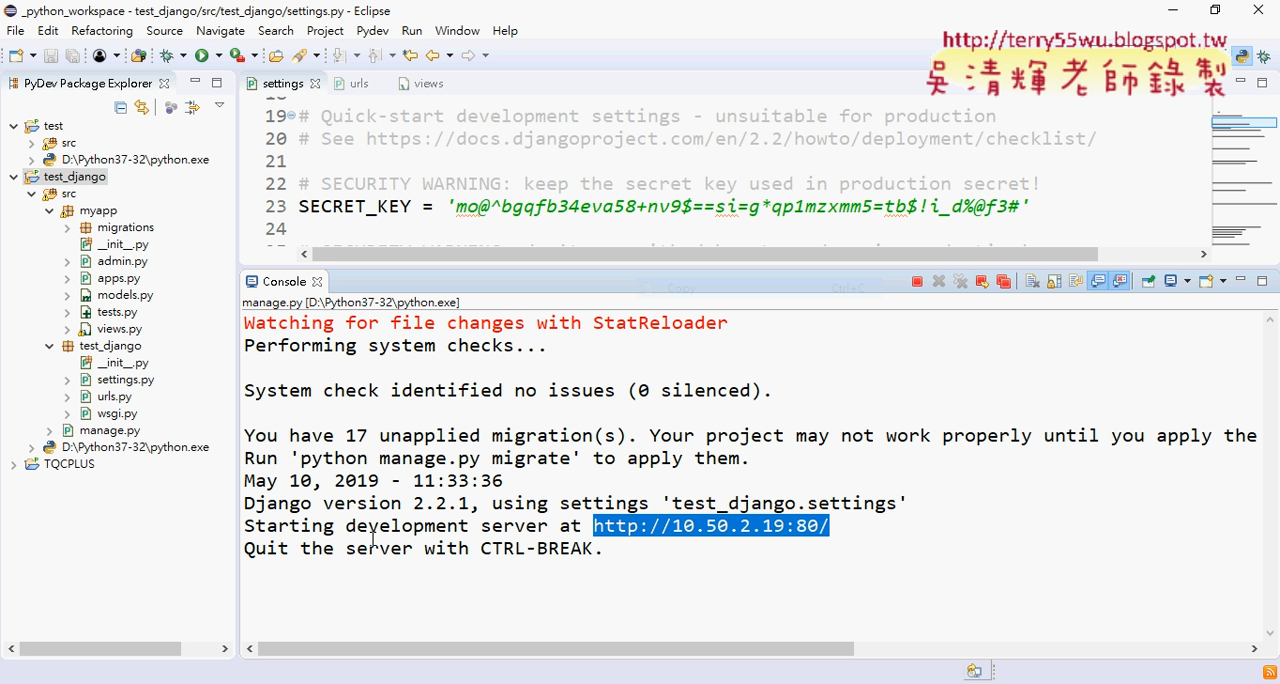 _python_workspace - test_django/src/test_django/settings.py - Eclipse
File Edit Refactoring Source Navigate Search Project Pydev Run Window Help
http://terry55wu.blogspot.tw
吳清輝老師錄製
PyDev Package Explorer
settings urls views
test
src
D:\Python37-32\python.exe
test_django
src
myapp
migrations
__init__.py
admin.py
apps.py
models.py
tests.py
views.py
test_django
__init__.py
settings.py
urls.py
wsgi.py
manage.py
D:\Python37-32\python.exe
TQCPLUS
19 # Quick-start development settings - unsuitable for production
20 # See https://docs.djangoproject.com/en/2.2/howto/deployment/checklist/
21
22 # SECURITY WARNING: keep the secret key used in production secret!
23 SECRET_KEY = 'mo@^bgqfb34eva58+nv9$==si=g*qp1mzxmm5=tb$!i_d%@f3#'
24
Console
Copy Ctrl+C
manage.py [D:\Python37-32\python.exe]
Watching for file changes with StatReloader
Performing system checks...
System check identified no issues (0 silenced).
You have 17 unapplied migration(s). Your project may not work properly until you apply the
Run 'python manage.py migrate' to apply them.
May 10, 2019 - 11:33:36
Django version 2.2.1, using settings 'test_django.settings'
Starting development server at http://10.50.2.19:80/
Quit the server with CTRL-BREAK.